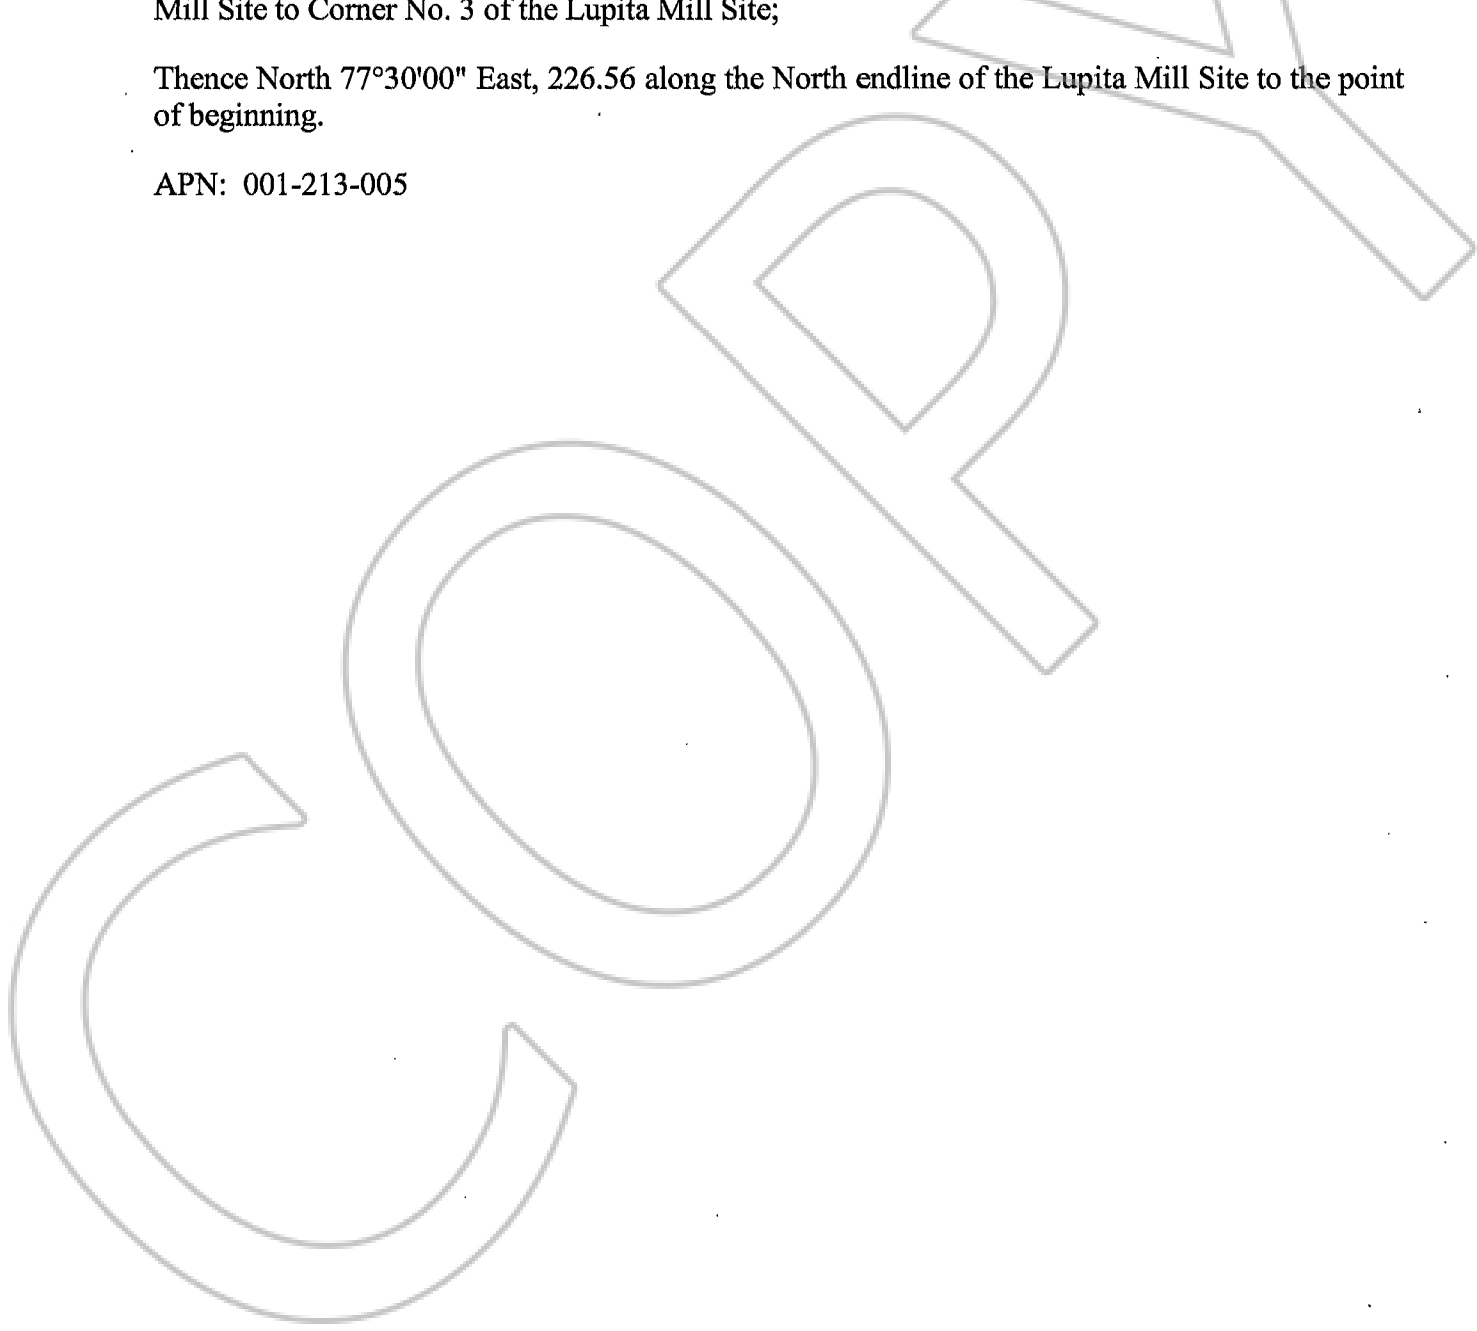 Mill Site to Corner No. 3 of the Lupita Mill Site;
Thence North 77°30'00" East, 226.56 along the North endline of the Lupita Mill Site to the point
of beginning.
APN: 001-213-005
COPY